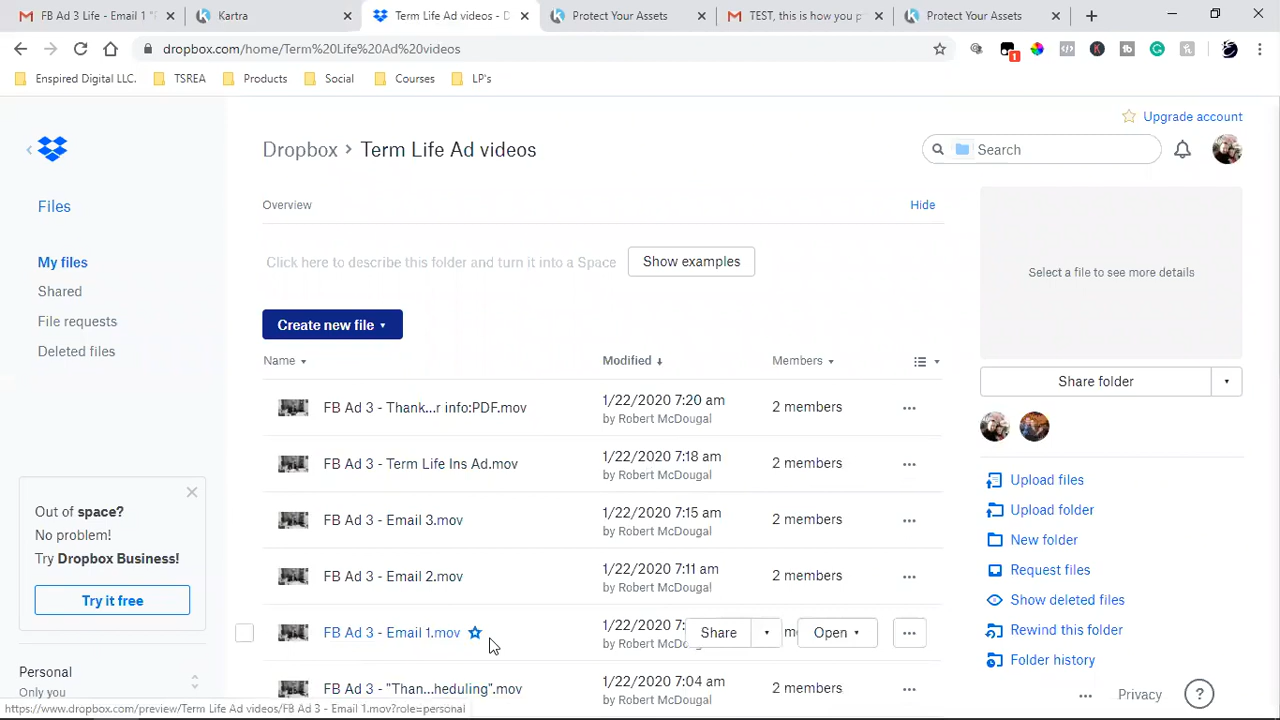 FB Ad 3 Life - Email 1 "
Kartra
Term Life Ad videos - D
Protect Your Assets
TEST, this is how you p
Protect Your Assets
dropbox.com/home/Term%20Life%20Ad%20videos
1
Enspired Digital LLC.
TSREA
Products
Social
Courses
LP's
Upgrade account
Dropbox › Term Life Ad videos
Search
Files
Overview
Hide
My files
Shared
File requests
Deleted files
Click here to describe this folder and turn it into a Space
Show examples
Select a file to see more details
Create new file
Name
Modified
Members
Share folder
FB Ad 3 - Thank...r info:PDF.mov
1/22/2020 7:20 am
by Robert McDougal
2 members
FB Ad 3 - Term Life Ins Ad.mov
1/22/2020 7:18 am
by Robert McDougal
2 members
FB Ad 3 - Email 3.mov
1/22/2020 7:15 am
by Robert McDougal
2 members
FB Ad 3 - Email 2.mov
1/22/2020 7:11 am
by Robert McDougal
2 members
FB Ad 3 - Email 1.mov
1/22/2020 7:
by Robert McDouga
Share
Open
FB Ad 3 - "Than...heduling".mov
1/22/2020 7:04 am
by Robert McDougal
2 members
Upload files
Upload folder
New folder
Request files
Show deleted files
Rewind this folder
Folder history
Privacy
?
Out of space?
No problem!
Try Dropbox Business!
Try it free
Personal
Only you
https://www.dropbox.com/preview/Term Life Ad videos/FB Ad 3 - Email 1.mov?role=personal